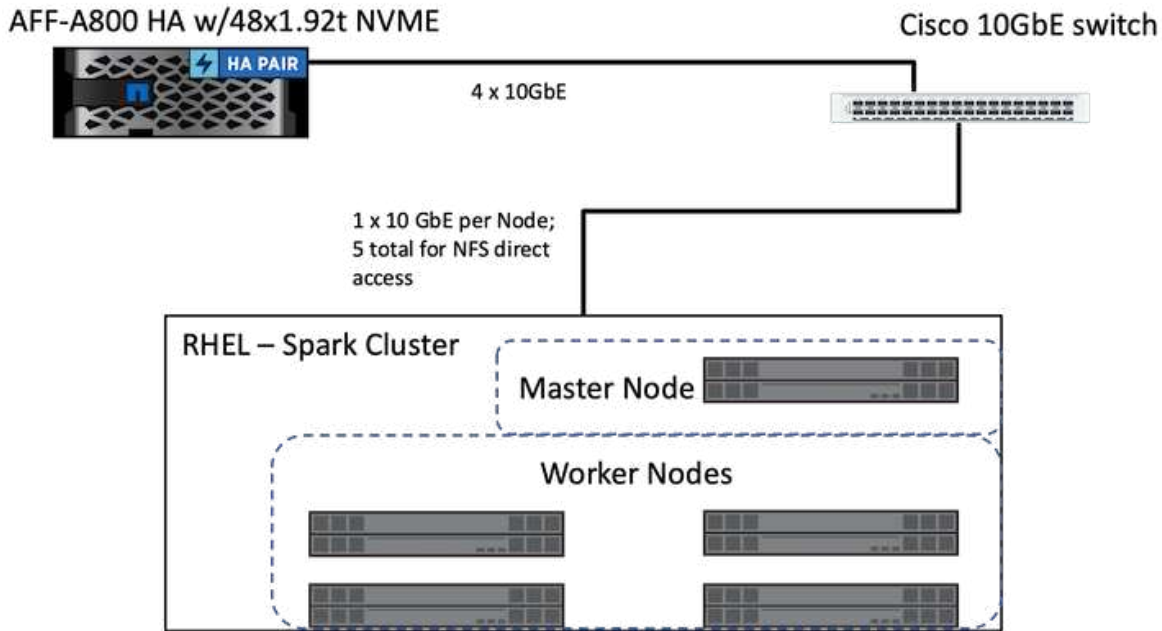 AFF-A800 HA w/48x1.92t NVME
Cisco 10GbE switch
HA PAIR
4 x 10GbE
1 x 10 GbE per Node;
5 total for NFS direct
access
RHEL – Spark Cluster
Master Node
Worker Nodes